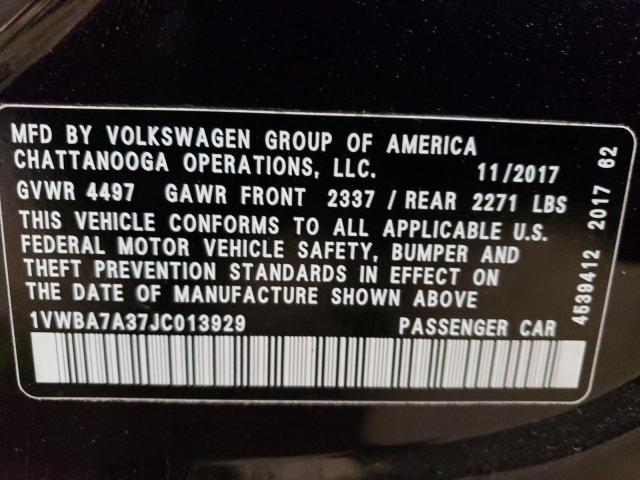 MFD BY VOLKSWAGEN GROUP OF AMERICA
CHATTANOOGA OPERATIONS, LLC. 11/2017
GVWR 4497 GAWR FRONT 2337 / REAR 2271 LBS
THIS VEHICLE CONFORMS TO ALL APPLICABLE U.S.
FEDERAL MOTOR VEHICLE SAFETY, BUMPER AND
THEFT PREVENTION STANDARDS IN EFFECT ON
THE DATE OF MANUFACTURE SHOWN ABOVE
1VWBA7A37JC013929 PASSENGER CAR
4539412 2017 62